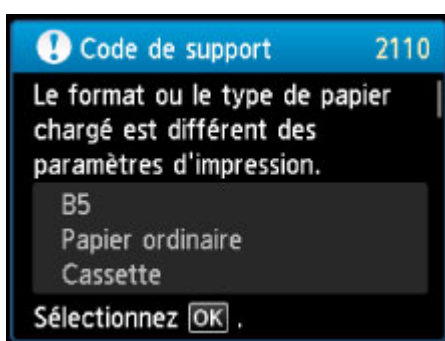 Code de support 2110
Le format ou le type de papier
chargé est différent des
paramètres d'impression.
B5
Papier ordinaire
Cassette
Sélectionnez OK .